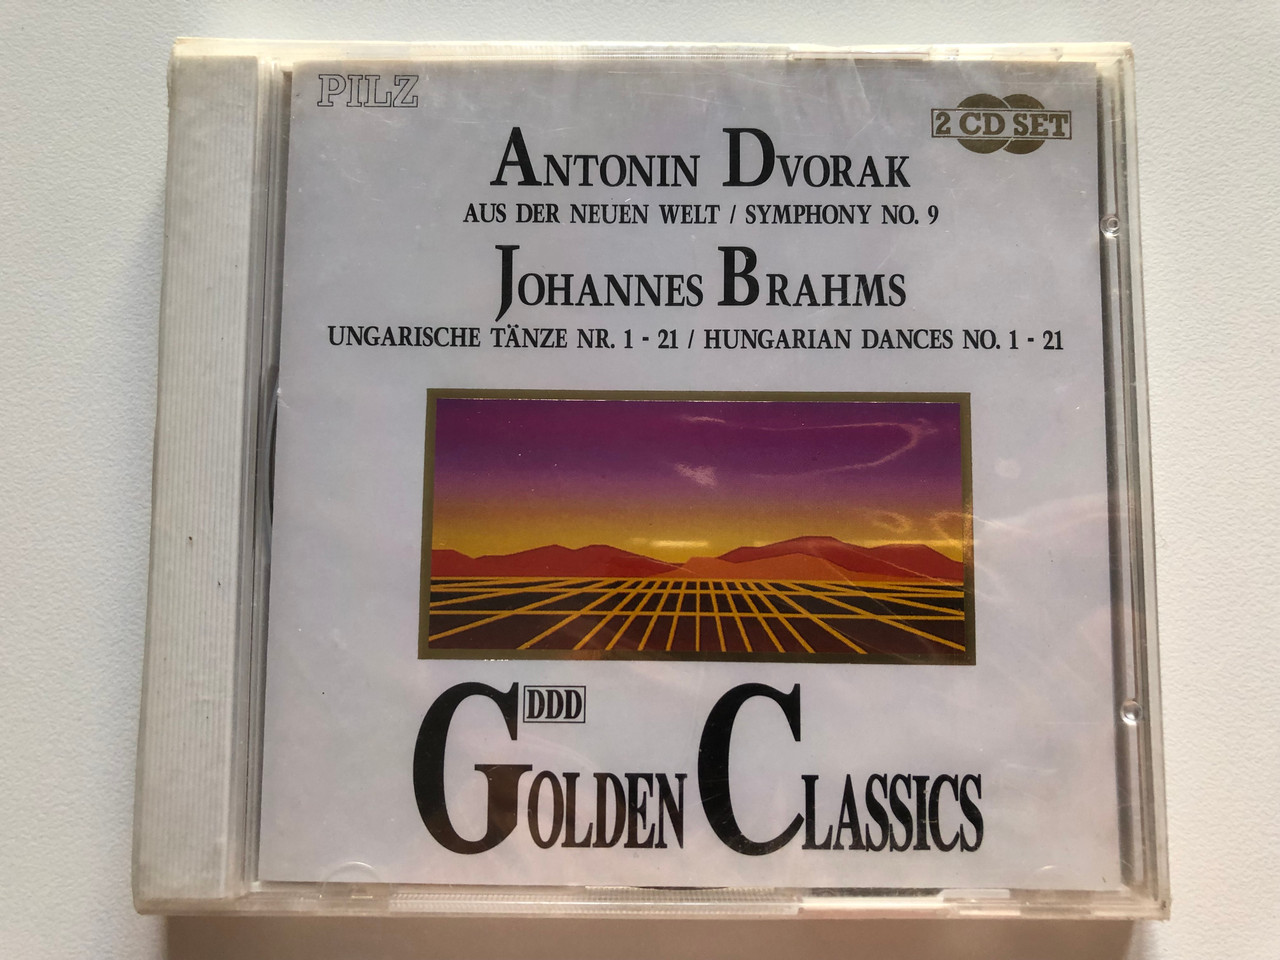 PILZ
2 CD SET
ANTONIN DVORAK
AUS DER NEUEN WELT / SYMPHONY NO. 9
JOHANNES BRAHMS
UNGARISCHE TÄNZE NR. 1 - 21 / HUNGARIAN DANCES NO. 1 - 21
DDD
GOLDEN CLASSICS